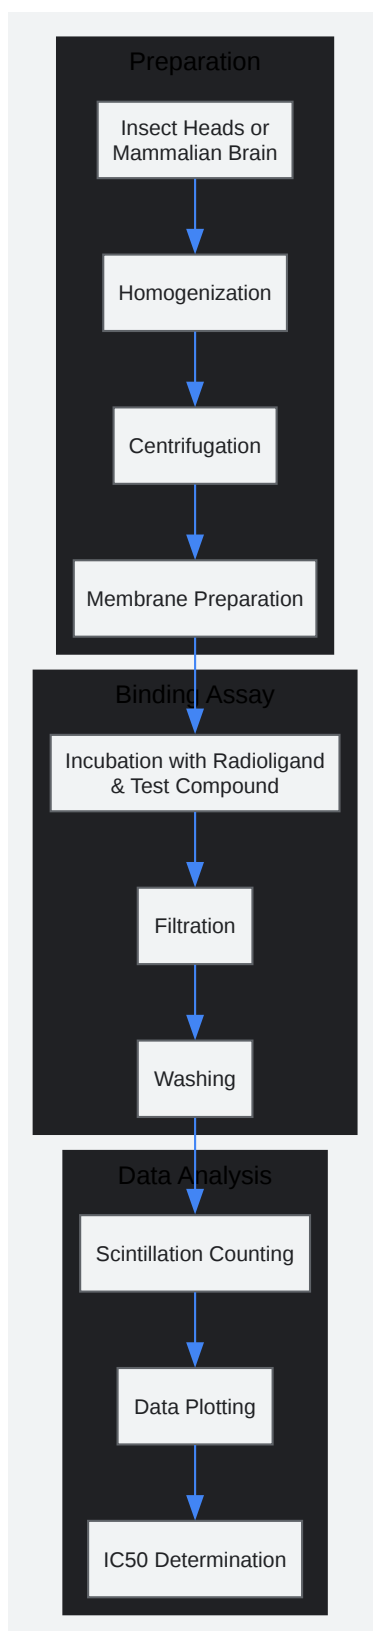 Preparation
Insect Heads or
Mammalian Brain
Homogenization
Centrifugation
Membrane Preparation
Binding Assay
Incubation with Radioligand
& Test Compound
Filtration
Washing
Data Analysis
Scintillation Counting
Data Plotting
IC50 Determination